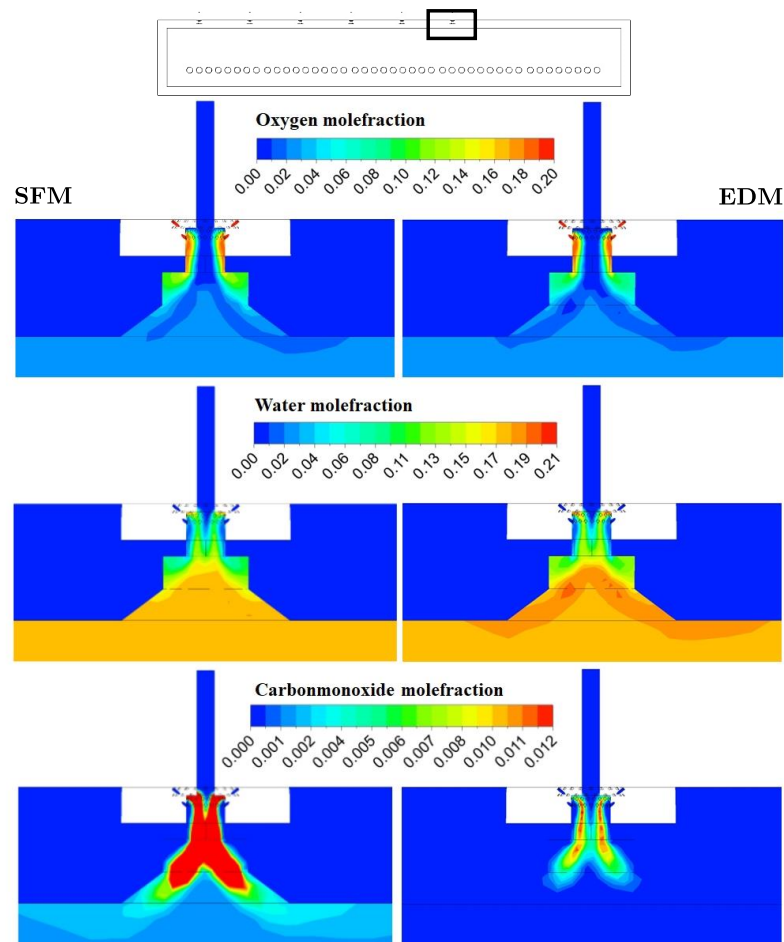 Oxygen molefraction
0.00 0.02 0.04 0.06 0.08 0.10 0.12 0.14 0.16 0.18 0.20
SFM
EDM
Water molefraction
0.00 0.02 0.04 0.06 0.08 0.11 0.13 0.15 0.17 0.19 0.21
Carbonmonoxide molefraction
0.000 0.001 0.002 0.004 0.005 0.006 0.007 0.008 0.010 0.011 0.012